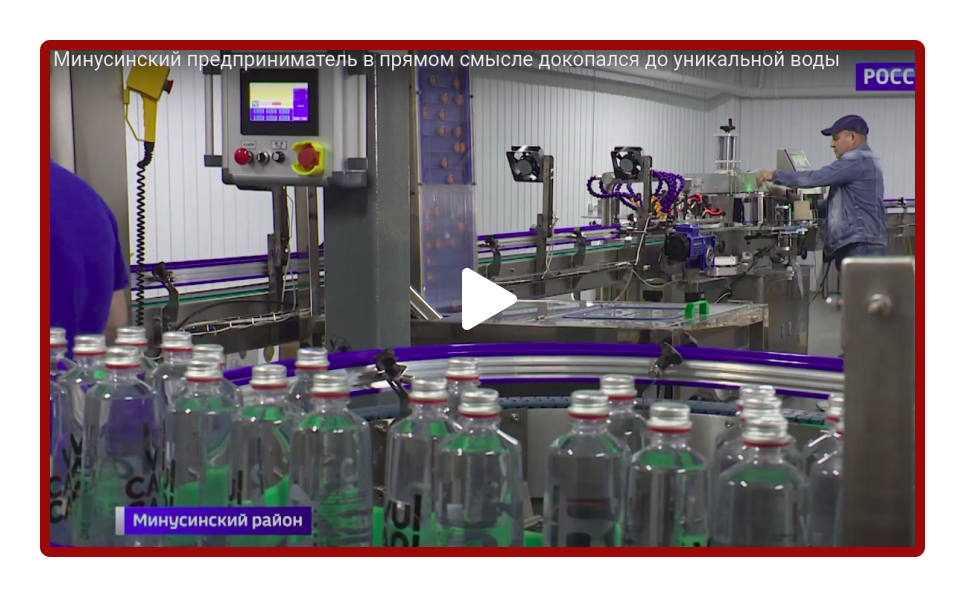 Минусинский предприниматель в прямом смысле докопался до уникальной воды
РОСС
Минусинский район